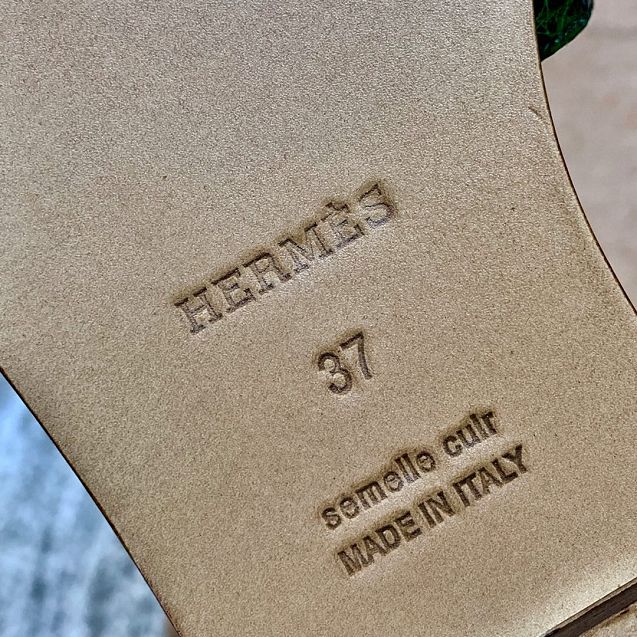 HERMÈS
37
semelle cuir
MADE IN ITALY